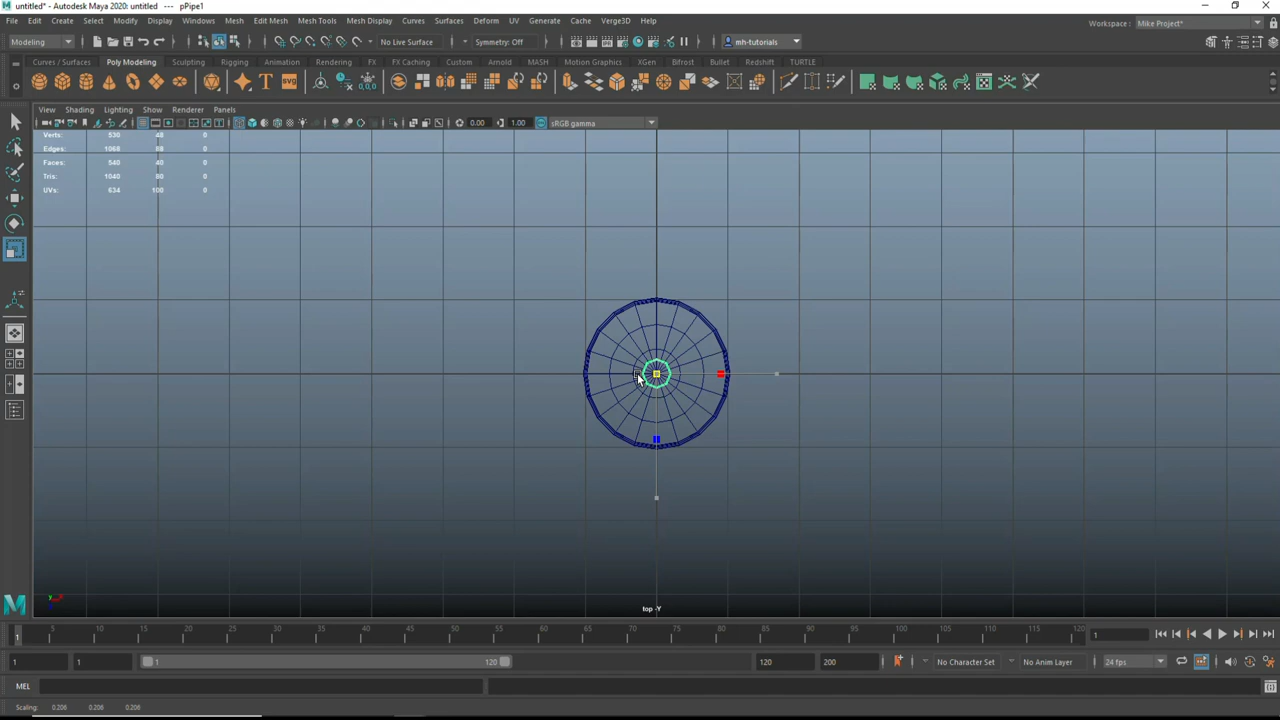 untitled* - Autodesk Maya 2020: untitled --- pPipe1
File Edit Create Select Modify Display Windows Mesh Edit Mesh Mesh Tools Mesh Display Curves Surfaces Deform UV Generate Cache Verge3D Help
Workspace : Mike Project*
Modeling No Live Surface Symmetry: Off mh-tutorials
Curves / Surfaces Poly Modeling Sculpting Rigging Animation Rendering FX FX Caching Custom Arnold MASH Motion Graphics XGen Bifrost Bullet Redshift TURTLE
View Shading Lighting Show Renderer Panels
0.00 1.00 sRGB gamma
Verts: 530 48 0
Edges: 1068 88 0
Faces: 540 40 0
Tris: 1040 80 0
UVs: 634 100 0
top -Y
1 5 10 15 20 25 30 35 40 45 50 55 60 65 70 75 80 85 90 95 100 105 110 115 120 1
1 1 1 120 120 200 No Character Set No Anim Layer 24 fps
MEL
Scaling: 0.206 0.206 0.206